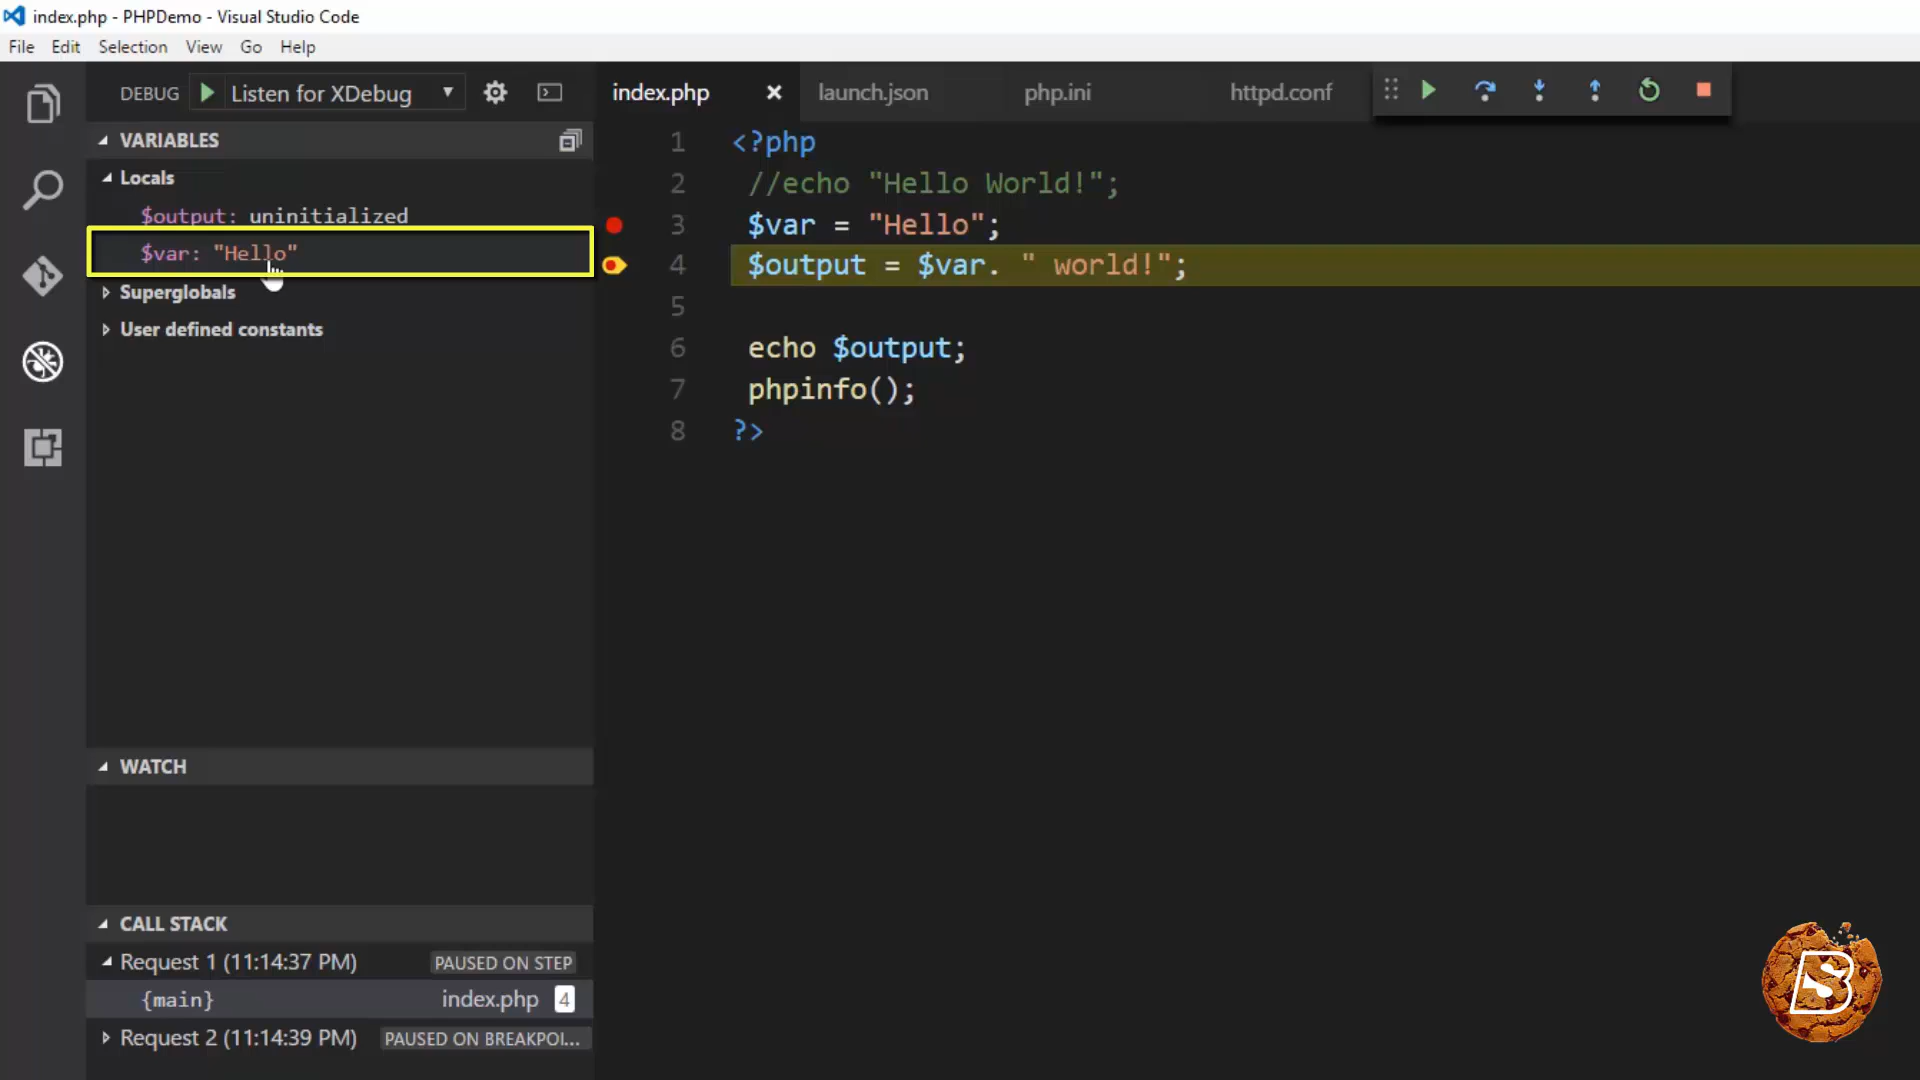 index.php - PHPDemo - Visual Studio Code
File Edit Selection View Go Help
DEBUG Listen for XDebug
index.php launch.json php.ini httpd.conf
VARIABLES
Locals
$output: uninitialized
$var: "Hello"
Superglobals
User defined constants
1 <?php
2 //echo "Hello World!";
3 $var = "Hello";
4 $output = $var. " world!";
5
6 echo $output;
7 phpinfo();
8 ?>
WATCH
CALL STACK
Request 1 (11:14:37 PM) PAUSED ON STEP
{main} index.php 4
Request 2 (11:14:39 PM) PAUSED ON BREAKPOI...